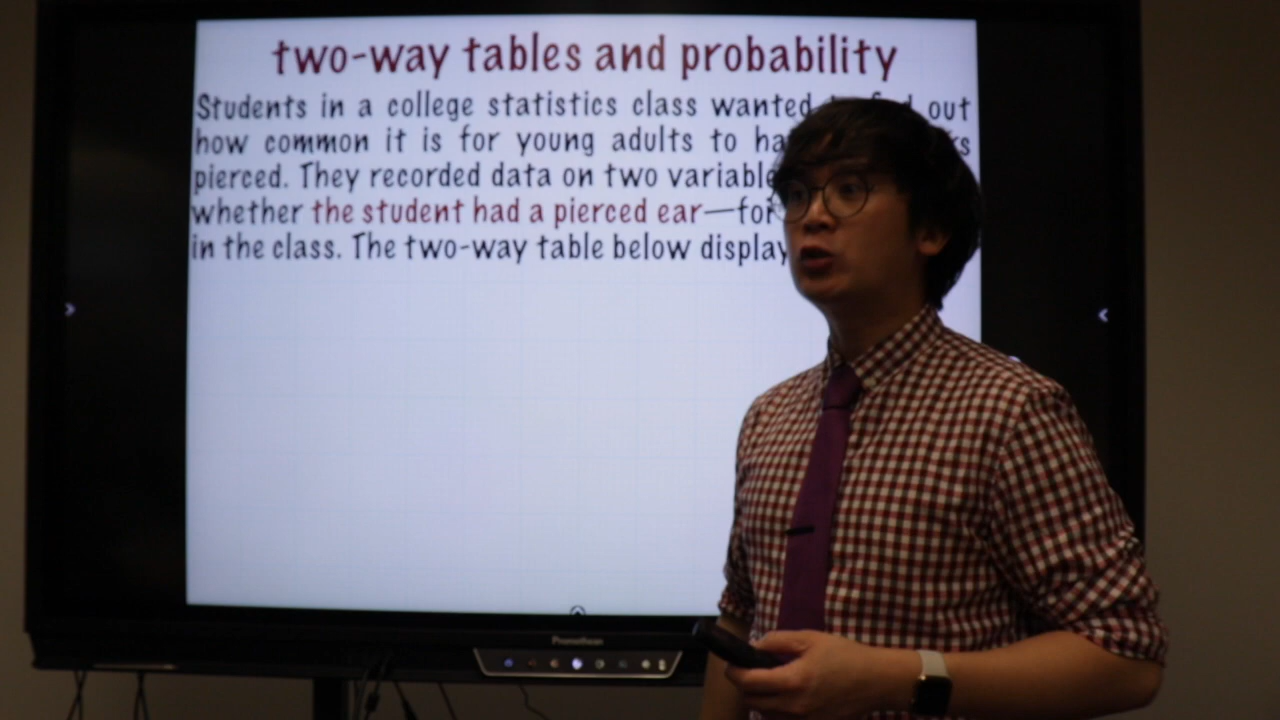 two-way tables and probability
Students in a college statistics class wanted out
how common it is for young adults to
pierced. They recorded data on two
whether the student had a pierced ear—for
in the class. The two-way table below display
Promethean